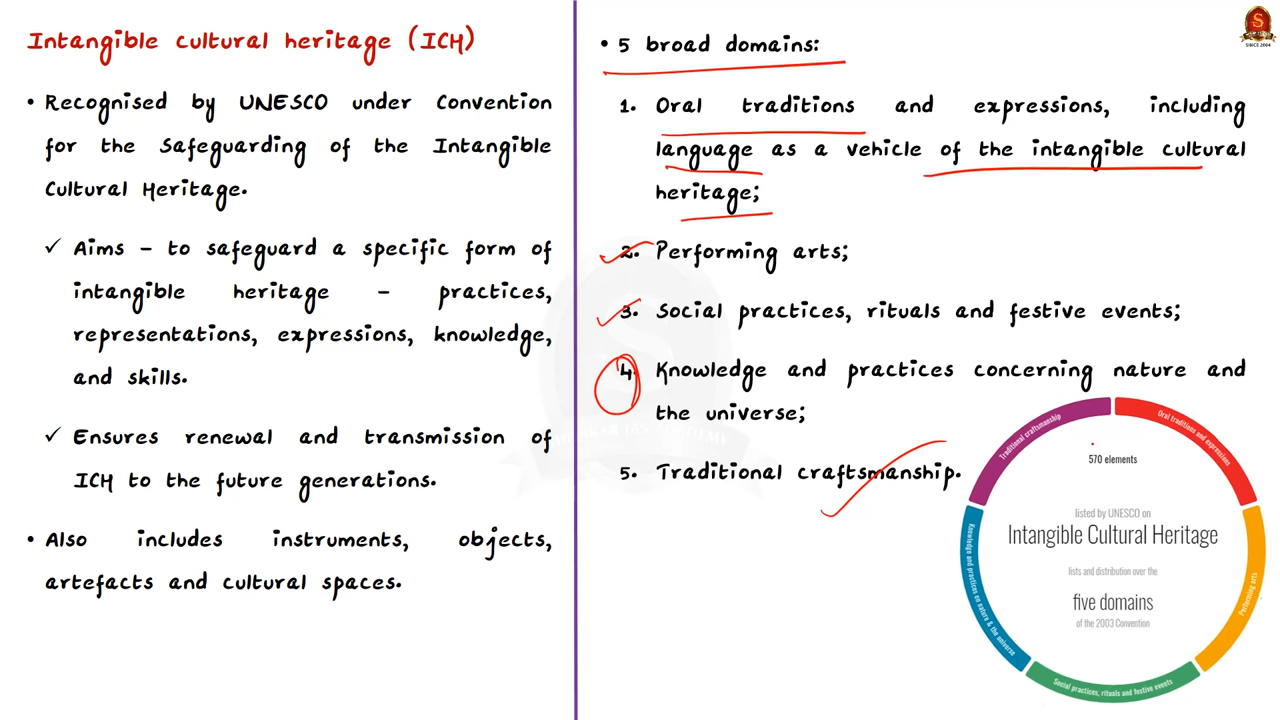 Intangible cultural heritage (ICH)
• Recognised by UNESCO under Convention
for the Safeguarding of the Intangible
Cultural Heritage.
✓ Aims – to safeguard a specific form of
intangible heritage – practices,
representations, expressions, knowledge,
and skills.
✓ Ensures renewal and transmission of
ICH to the future generations.
• Also includes instruments, objects,
artefacts and cultural spaces.
• 5 broad domains:
1. Oral traditions and expressions, including
language as a vehicle of the intangible cultural
heritage;
2. Performing arts;
3. Social practices, rituals and festive events;
4. Knowledge and practices concerning nature and
the universe;
5. Traditional craftsmanship.
Traditional craftsmanship
Oral traditions and expressions
Performing arts
Social practices, rituals and festive events
Knowledge and practices on nature & the universe
570 elements
listed by UNESCO on
Intangible Cultural Heritage
lists and distribution over the
five domains
of the 2003 Convention
S
SINCE 2004